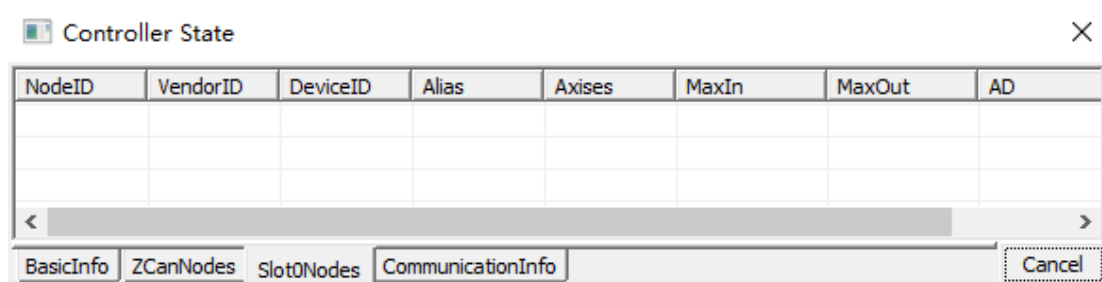 Controller State
NodeID VendorID DeviceID Alias Axises MaxIn MaxOut AD
BasicInfo ZCanNodes Slot0Nodes CommunicationInfo Cancel